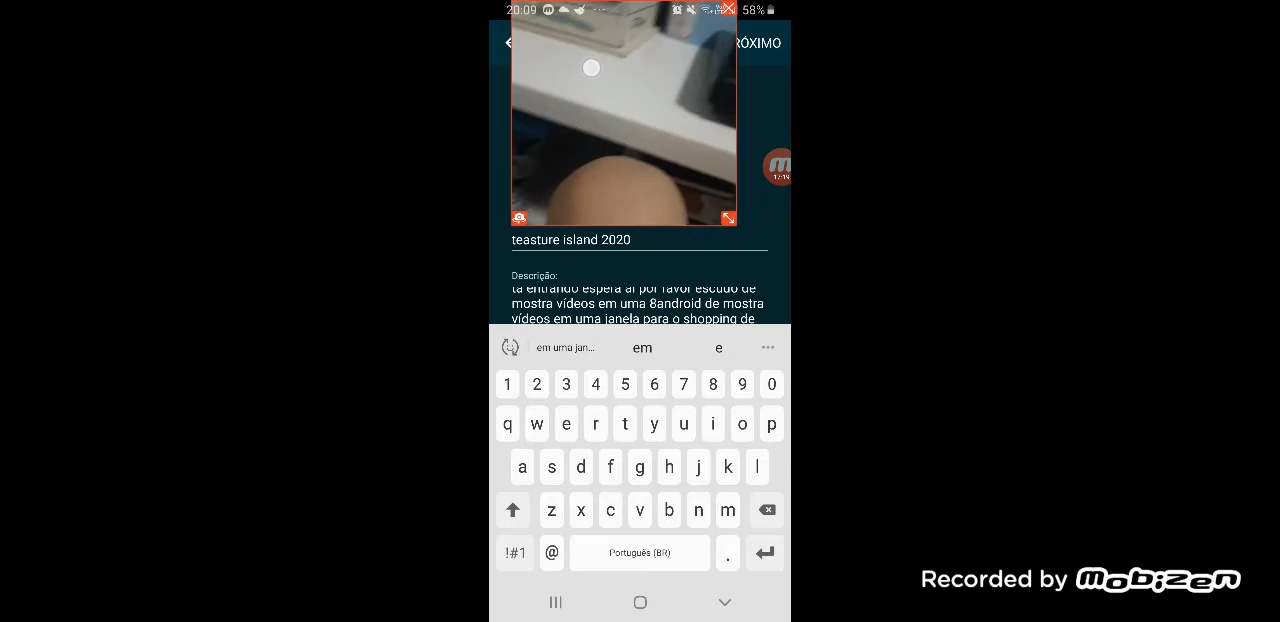 20:09 58%
RÓXIMO
17:19
teasture island 2020
Descrição:
ta entrando espera aí por favor escudo de
mostra vídeos em uma 8android de mostra
vídeos em uma janela para o shopping de
em uma jan... em e ...
1 2 3 4 5 6 7 8 9 0
q w e r t y u i o p
a s d f g h j k l
z x c v b n m
!#1 @ Português (BR) .
Recorded by mobizen